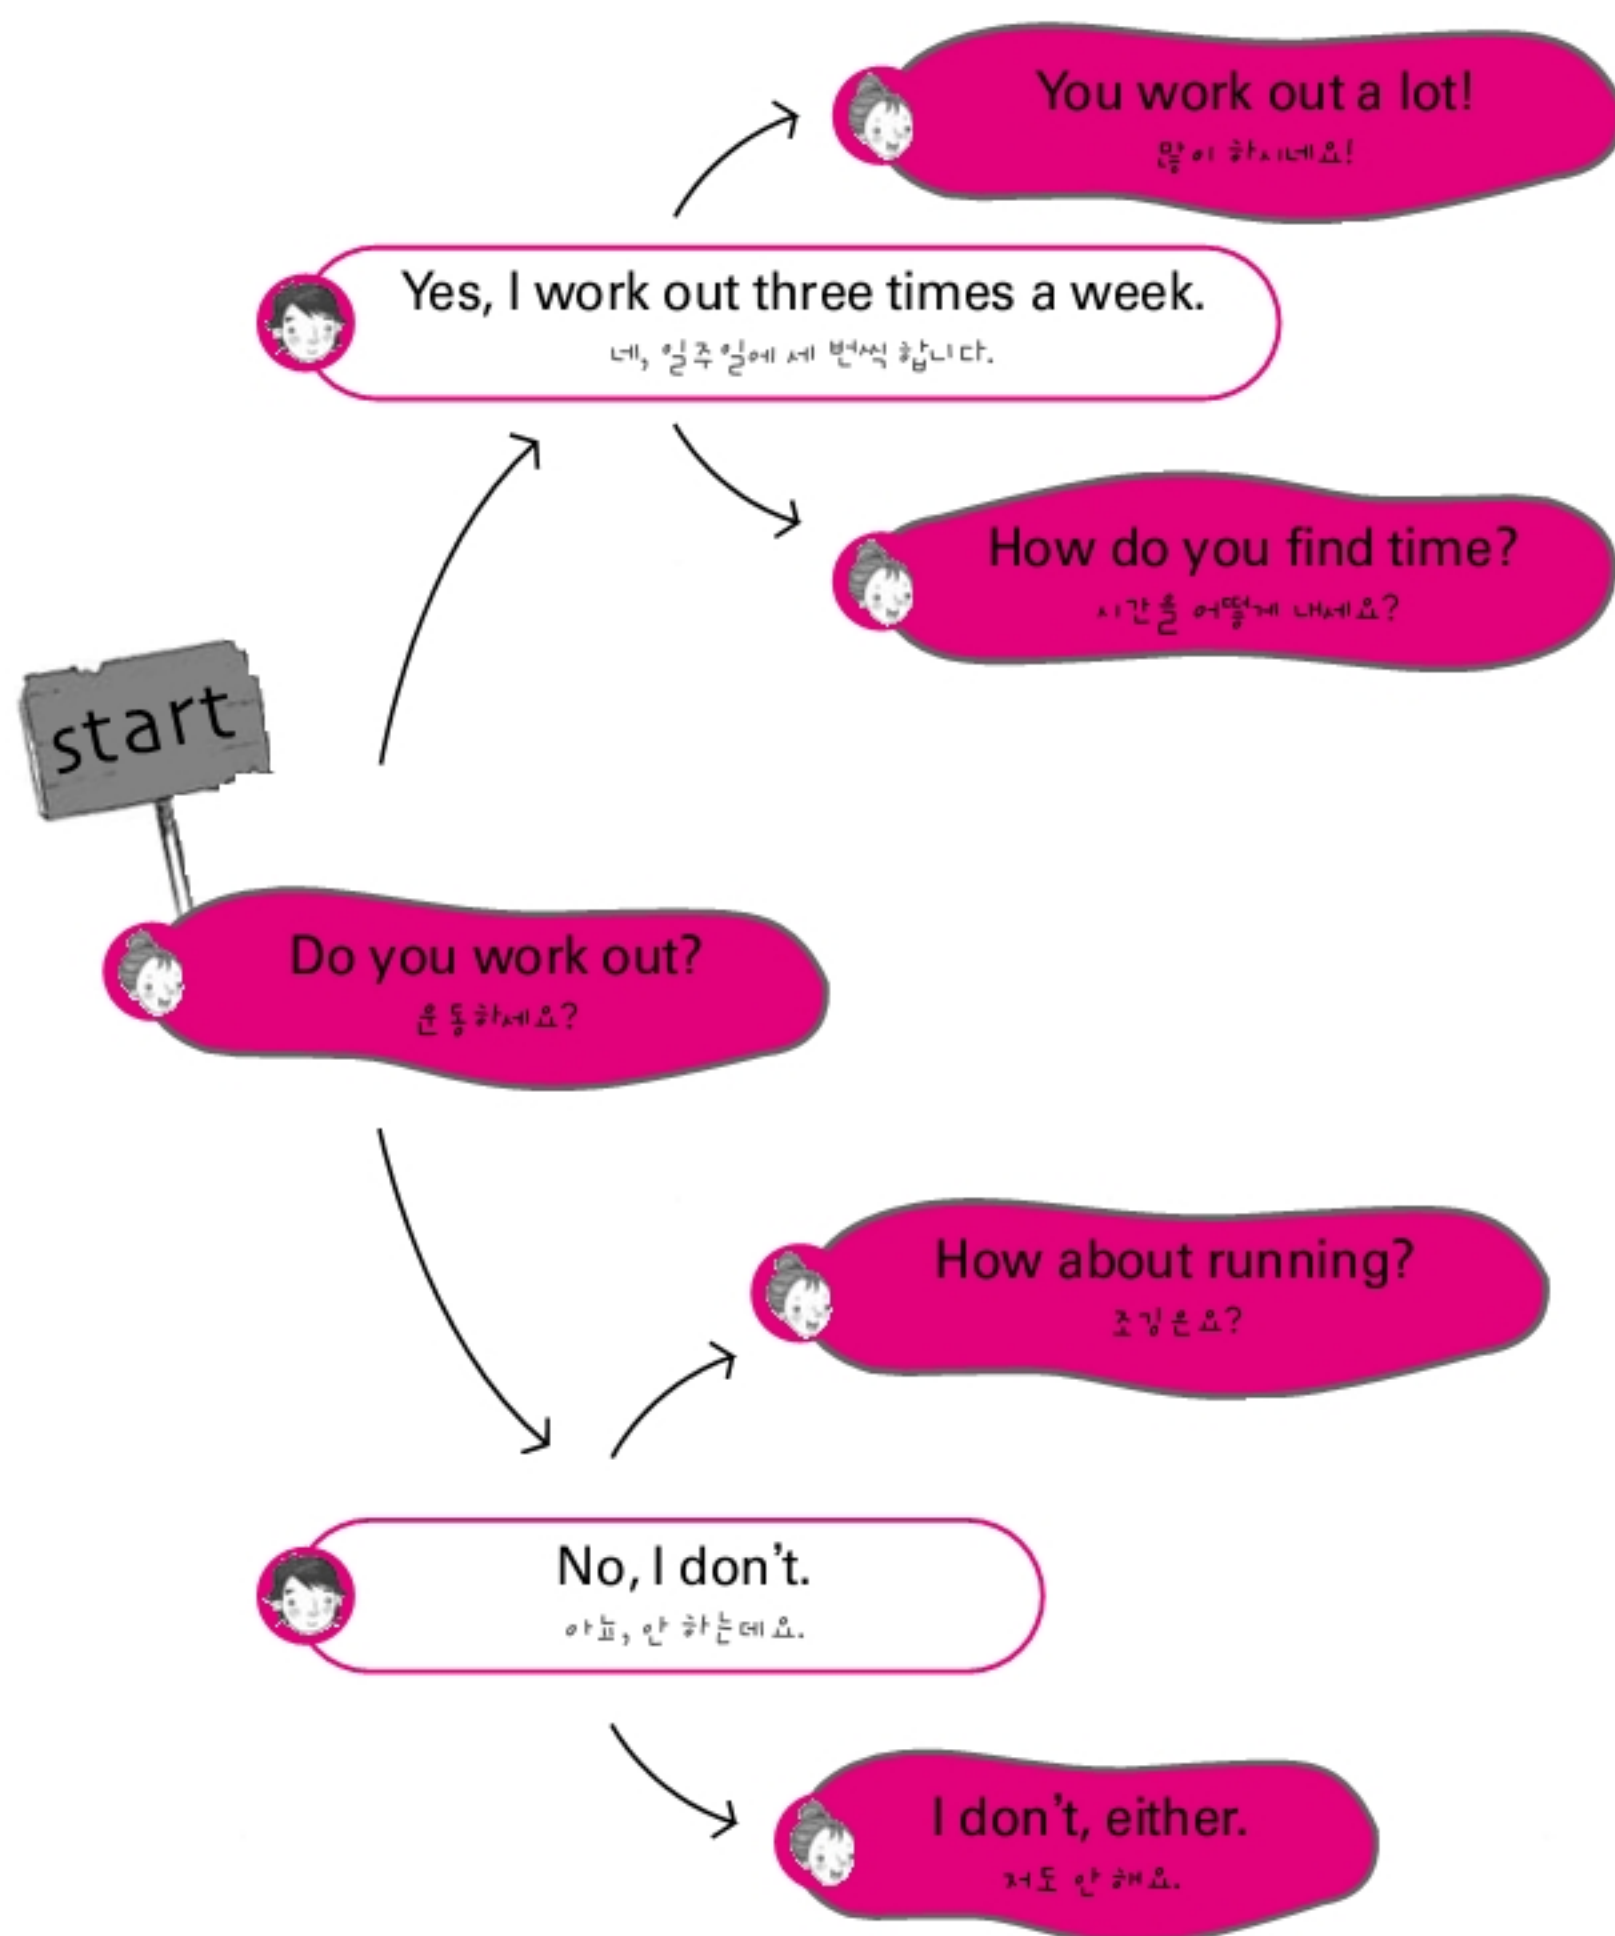 You work out a lot!
많이 하시네요!
Yes, I work out three times a week.
네, 일주일에 세 번씩 합니다.
How do you find time?
시간을 어떻게 내세요?
start
Do you work out?
운동하세요?
How about running?
조깅은요?
No, I don't.
아뇨, 안 하는데요.
I don't, either.
저도 안 해요.